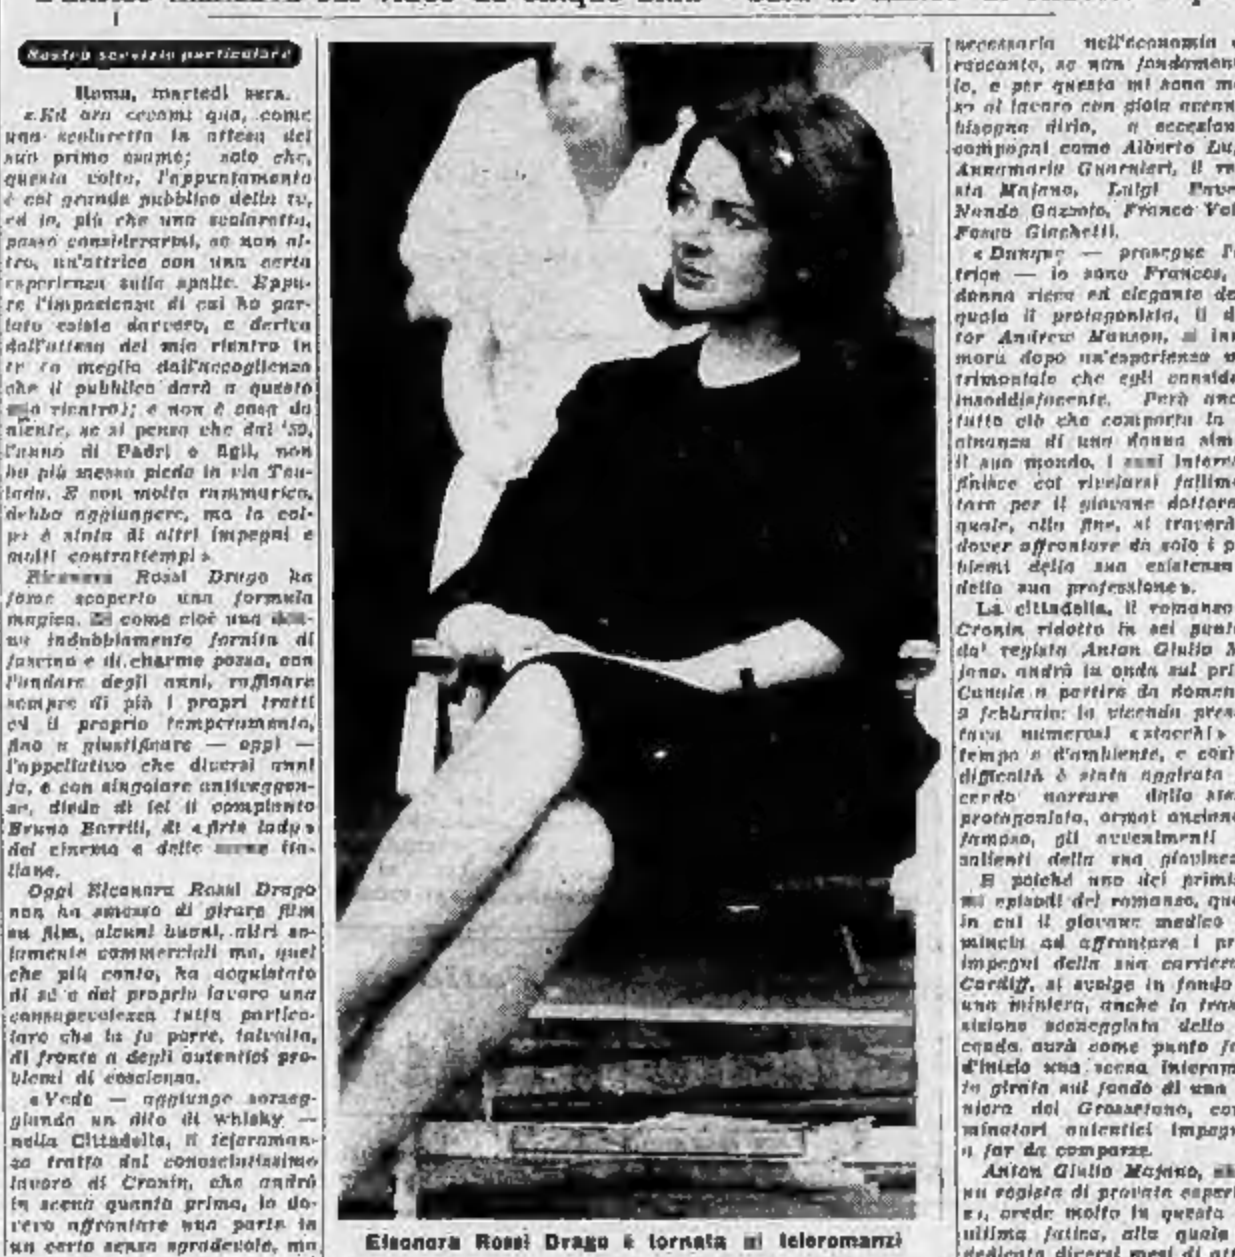 Nostro servizio particolare
Roma, martedì sera.
«Ed ora eccomi qua, come
una scolaretta in attesa del
suo primo esame; solo che,
questa volta, l'appuntamento
è col grande pubblico della tv,
ed io, più che una scolaretta,
posso considerarmi, se non al-
tro, un'attrice con una certa
esperienza sulle spalle. Eppu-
re l'impazienza di cui ho par-
lato esiste davvero, e deriva
dall'attesa del mio rientro in
tv (o meglio dall'accoglienza
che il pubblico darà a questo
mio rientro); e non è cosa da
niente, se si pensa che dal '59,
l'anno di Padri e figli, non
ho più messo piede in via Teu-
lada. E con molto rammarico,
debbo aggiungere, ma la col-
pa è stata di altri impegni e
molti contrattempi».
Eleonora Rossi Drago ha
forse scoperto una formula
magica. Di come cioè una don-
na indubbiamente fornita di
fascino e di charme possa, con
l'andare degli anni, raffinare
sempre di più i propri tratti
ed il proprio temperamento,
fino a giustificare — oggi —
l'appellativo che diversi anni
fa, e con singolare antiveggen-
za, diede di lei il compianto
Bruno Barilli, di «first lady»
del cinema e delle scene ita-
liane.
Oggi Eleonora Rossi Drago
non ha smesso di girare film
su film, alcuni buoni, altri so-
lamente commerciali ma, quel
che più conta, ha acquistato
di sé e del proprio lavoro una
consapevolezza tutta partico-
lare che la fa porre, talvolta,
di fronte a degli autentici pro-
blemi di coscienza.
«Vede — aggiunge sorseg-
giando un dito di whisky —
nella Cittadella, il teleroman-
zo tratto dal conosciutissimo
lavoro di Cronin, che andrà
in scena quanto prima, io do-
vevo affrontare una parte in
un certo senso sgradevole, ma
Eleonora Rossi Drago è tornata ai teleromanzi
necessaria nell'economia
racconto, se non fondament
le, e per questo mi sono me
so al lavoro con gioia avend
bisogna dirlo, a eccezion
compagni come Alberto Lu
Annamaria Guarnieri, il re
sta Majano, Luigi Pave
Nando Gazzolo, Franco Vol
Fosco Giachetti.
«Dunque — prosegue l'
trice — io sono Frances,
donna ricca ed elegante de
quale il protagonista, il d
tor Andrew Manson, si inn
mora dopo un'esperienza m
trimoniale che egli conside
insoddisfacente. Però anc
tutto ciò che comporta la
cinanza di una donna simi
il suo mondo, i suoi interes
finisce col rivelarsi fallime
tare per il giovane dottore
quale, alla fine, si troverà
dover affrontare da solo i p
blemi della sua esistenza
della sua professione».
La cittadella, il romanzo
Cronin ridotto in sei punt
dal regista Anton Giulio M
jano, andrà in onda sul pri
Canale a partire da domen
9 febbraio: la vicenda prese
tava numerosi «stacchi»
tempo e d'ambiente, e così
difficoltà è stata aggirata
cendo narrare dallo stes
protagonista, ormai anziano
famoso, gli avvenimenti
salienti della sua giovinez
E poiché uno dei primis
mi episodi del romanzo, que
in cui il giovane medico
mincia ad affrontare i pr
impegni della sua carriera
Cardiff, si svolge in fondo
una miniera, anche la tras
sizione sceneggiata della
cenda avrà come punto
d'inizio una scena interam
te girata sul fondo di una
niera del Grossetano, con
minatori autentici impegn
a far da comparse.
Anton Giulio Majano,
un regista di provata esperi
za, crede molto in questa
ultima fatica, alla quale
dedicato diversi mesi di